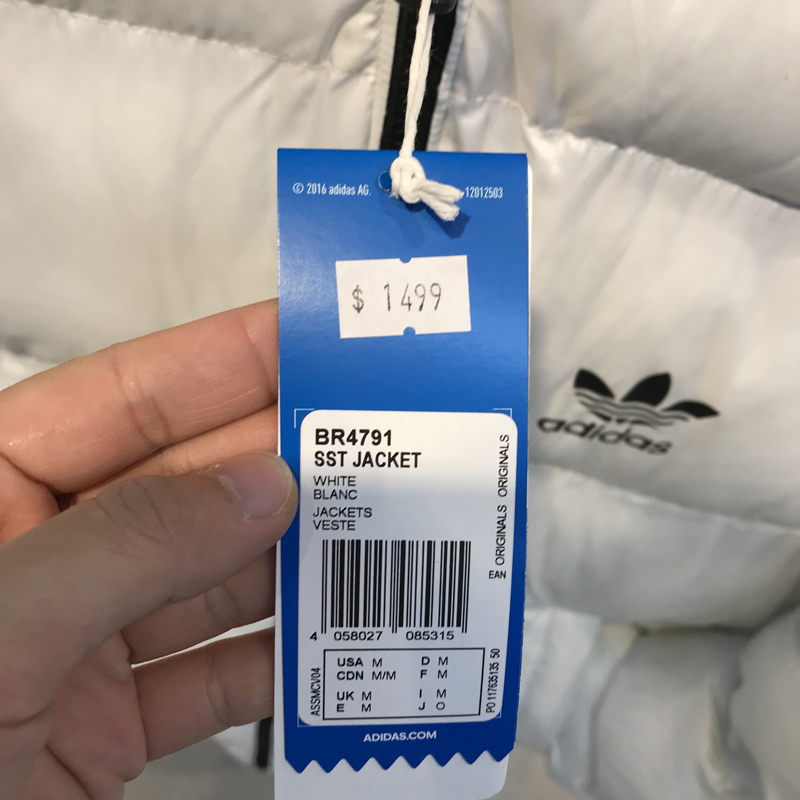 © 2016 adidas AG.
12012503
$ 1499
BR4791
SST JACKET
WHITE
BLANC
JACKETS
VESTE
ORIGINALS ORIGINALS
EAN
4 058027 085315
USA M D M
CDN M/M F M
UK M I M
E M J O
ASSMCV04
PO 117635135 50
ADIDAS.COM
adidas